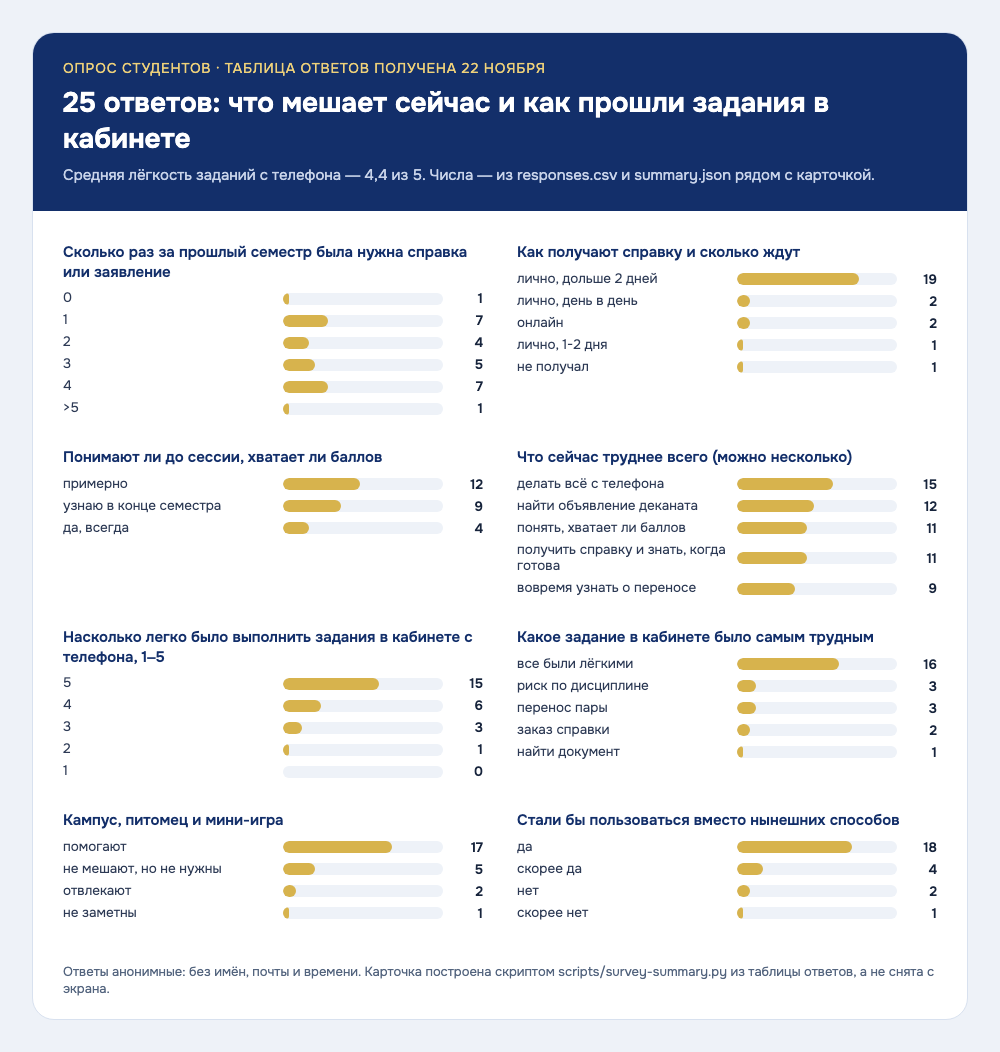 ОПРОС СТУДЕНТОВ · ТАБЛИЦА ОТВЕТОВ ПОЛУЧЕНА 22 НОЯБРЯ
25 ответов: что мешает сейчас и как прошли задания в
кабинете
Средняя лёгкость заданий с телефона — 4,4 из 5. Числа — из responses.csv и summary.json рядом с карточкой.
Сколько раз за прошлый семестр была нужна справка
или заявление
0 1
1 7
2 4
3 5
4 7
>5 1
Как получают справку и сколько ждут
лично, дольше 2 дней 19
лично, день в день 2
онлайн 2
лично, 1-2 дня 1
не получал 1
Понимают ли до сессии, хватает ли баллов
примерно 12
узнаю в конце семестра 9
да, всегда 4
Что сейчас труднее всего (можно несколько)
делать всё с телефона 15
найти объявление деканата 12
понять, хватает ли баллов 11
получить справку и знать, когда
готова 11
вовремя узнать о переносе 9
Насколько легко было выполнить задания в кабинете с
телефона, 1–5
5 15
4 6
3 3
2 1
1 0
Какое задание в кабинете было самым трудным
все были лёгкими 16
риск по дисциплине 3
перенос пары 3
заказ справки 2
найти документ 1
Кампус, питомец и мини-игра
помогают 17
не мешают, но не нужны 5
отвлекают 2
не заметны 1
Стали бы пользоваться вместо нынешних способов
да 18
скорее да 4
нет 2
скорее нет 1
Ответы анонимные: без имён, почты и времени. Карточка построена скриптом scripts/survey-summary.py из таблицы ответов, а не снята с
экрана.